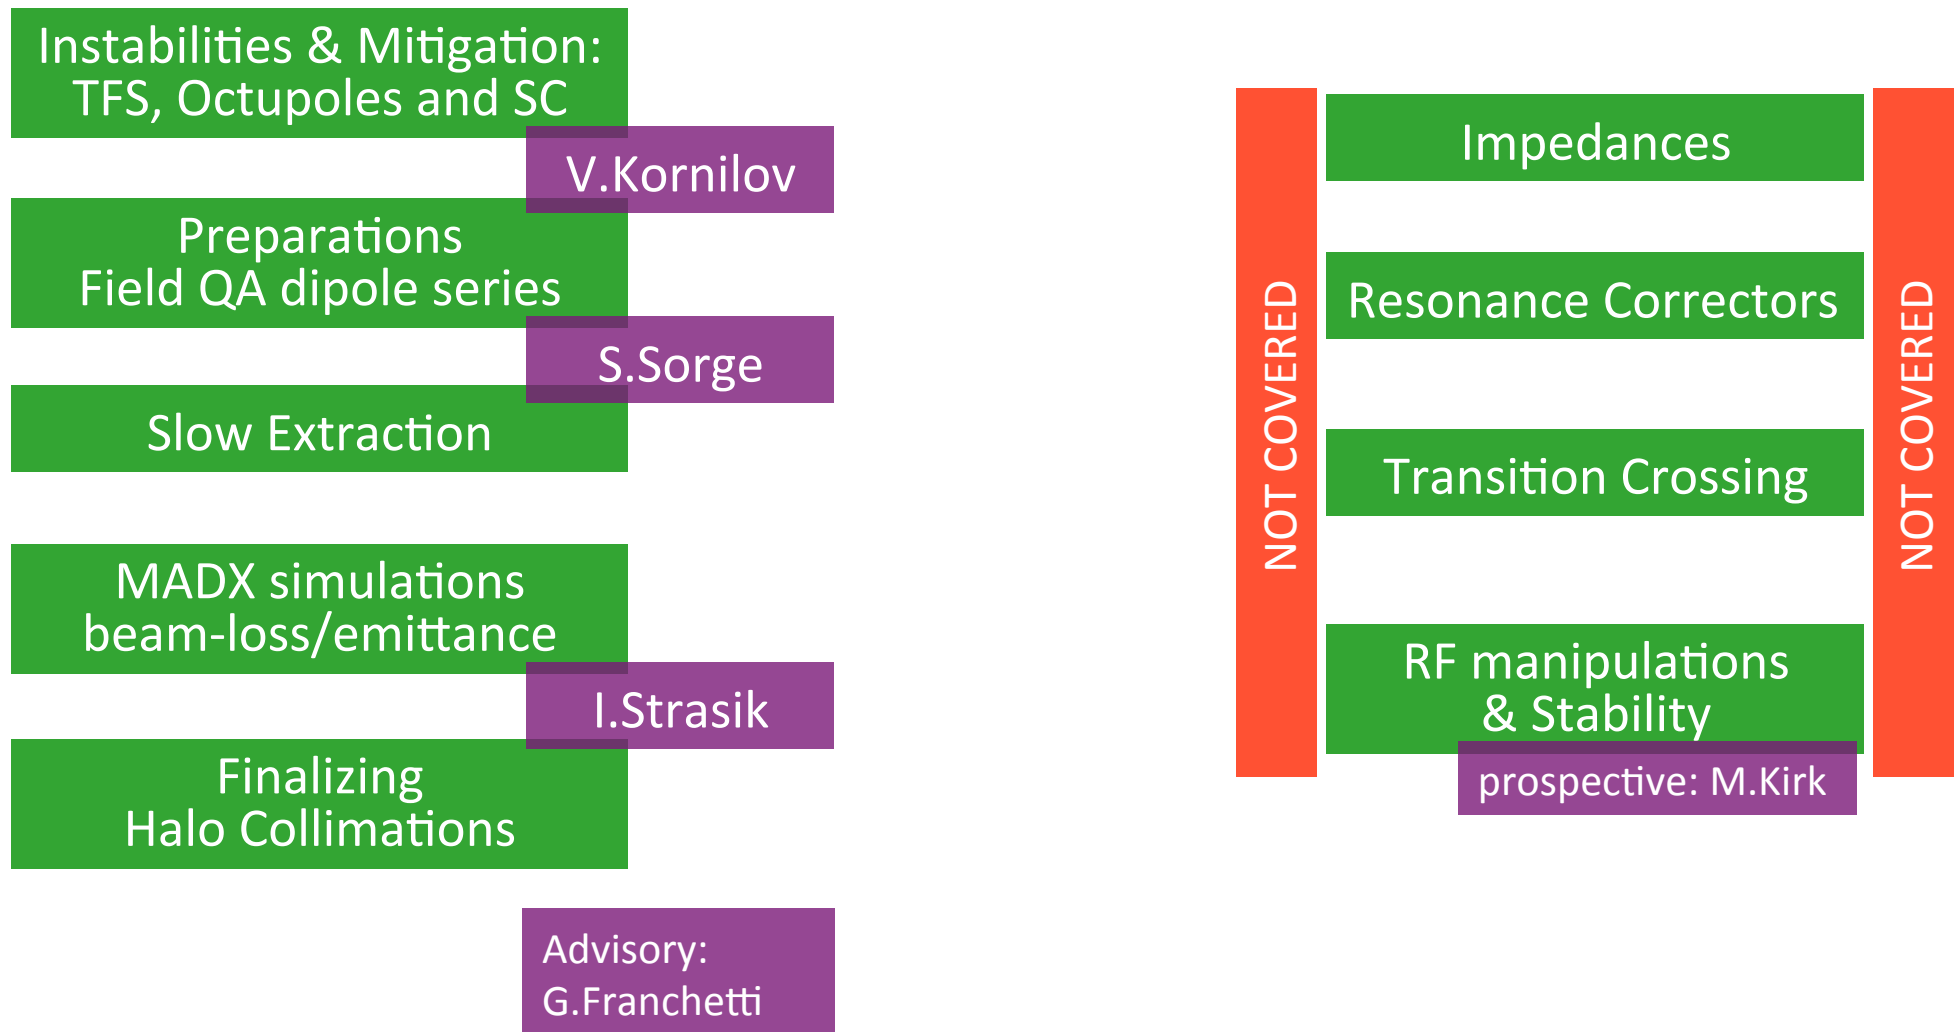 Instabilities & Mitigation:
TFS, Octupoles and SC
V.Kornilov
Preparations
Field QA dipole series
S.Sorge
Slow Extraction
MADX simulations
beam-loss/emittance
I.Strasik
Finalizing
Halo Collimations
Advisory:
G.Franchetti
NOT COVERED
Impedances
Resonance Correctors
Transition Crossing
RF manipulations
& Stability
prospective: M.Kirk
NOT COVERED